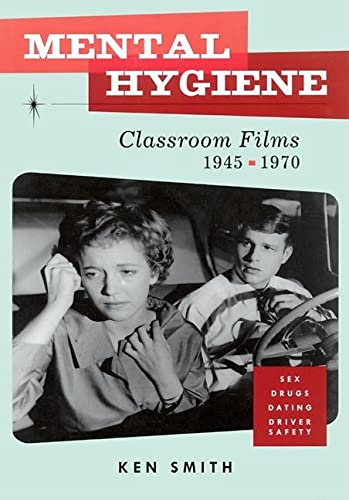 MENTAL
HYGIENE
Classroom Films
1945 ▪ 1970
SEX
DRUGS
DATING
DRIVER
SAFETY
KEN SMITH